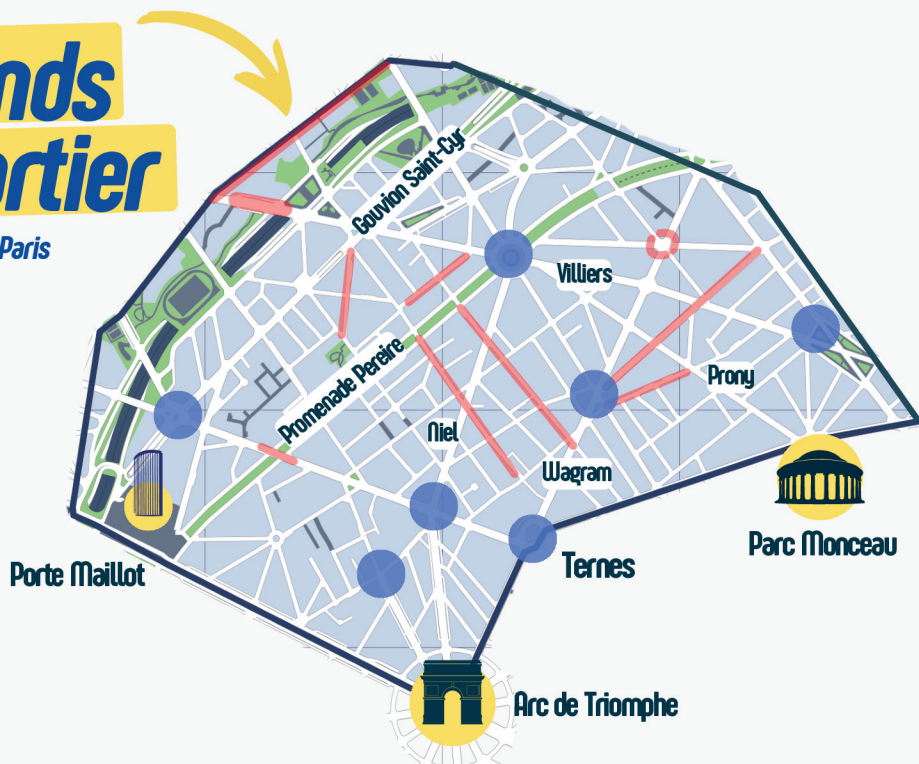 nds
rtier
Paris
Gouvion Saint-Cyr
Villiers
Promenade Pereire
Prony
Niel
Wagram
Porte Maillot
Ternes
Parc Monceau
Arc de Triomphe